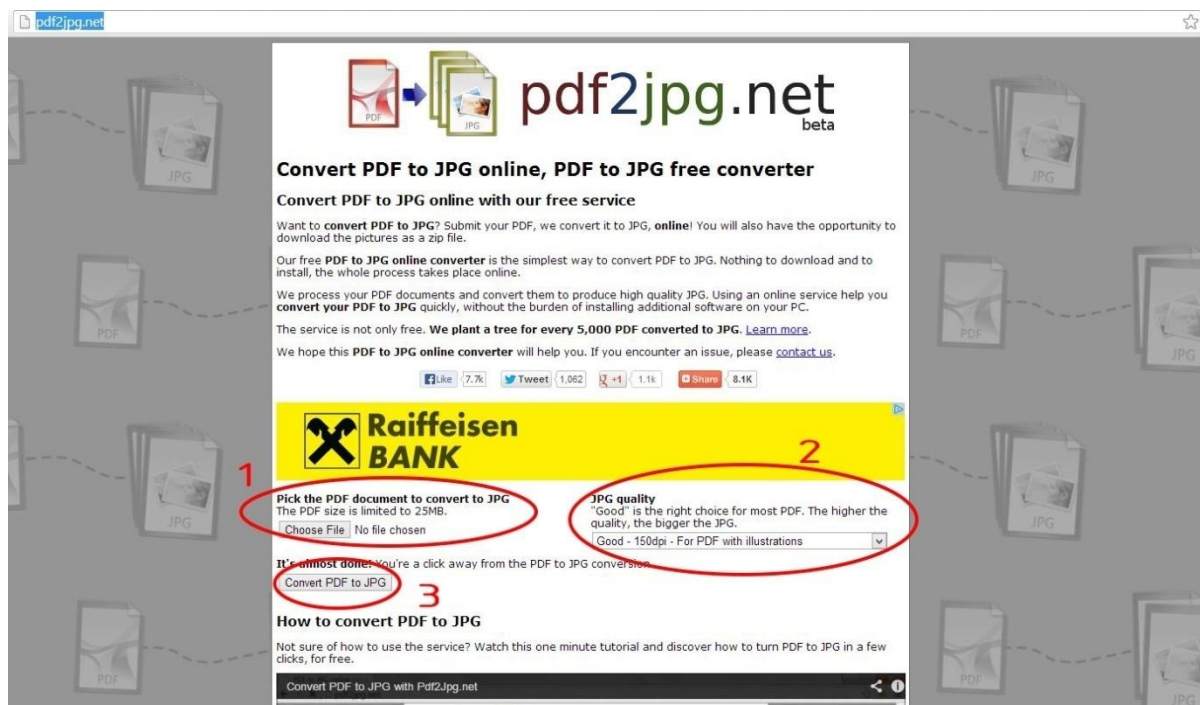 pdf2jpg.net
PDF
JPG
pdf2jpg.net
beta
Convert PDF to JPG online, PDF to JPG free converter
Convert PDF to JPG online with our free service
Want to convert PDF to JPG? Submit your PDF, we convert it to JPG, online! You will also have the opportunity to
download the pictures as a zip file.
Our free PDF to JPG online converter is the simplest way to convert PDF to JPG. Nothing to download and to
install, the whole process takes place online.
We process your PDF documents and convert them to produce high quality JPG. Using an online service help you
convert your PDF to JPG quickly, without the burden of installing additional software on your PC.
The service is not only free. We plant a tree for every 5,000 PDF converted to JPG. Learn more.
We hope this PDF to JPG online converter will help you. If you encounter an issue, please contact us.
Like 7.7k Tweet 1,062 +1 1.1k Share 8.1K
Raiffeisen
BANK
1
2
Pick the PDF document to convert to JPG
The PDF size is limited to 25MB.
Choose File No file chosen
JPG quality
"Good" is the right choice for most PDF. The higher the
quality, the bigger the JPG.
Good - 150dpi - For PDF with illustrations
It's almost done! You're a click away from the PDF to JPG conversion
Convert PDF to JPG
3
How to convert PDF to JPG
Not sure of how to use the service? Watch this one minute tutorial and discover how to turn PDF to JPG in a few
clicks, for free.
Convert PDF to JPG with Pdf2Jpg.net
JPG
PDF
JPG
PDF
JPG
PDF
JPG
JPG
PDF
JPG